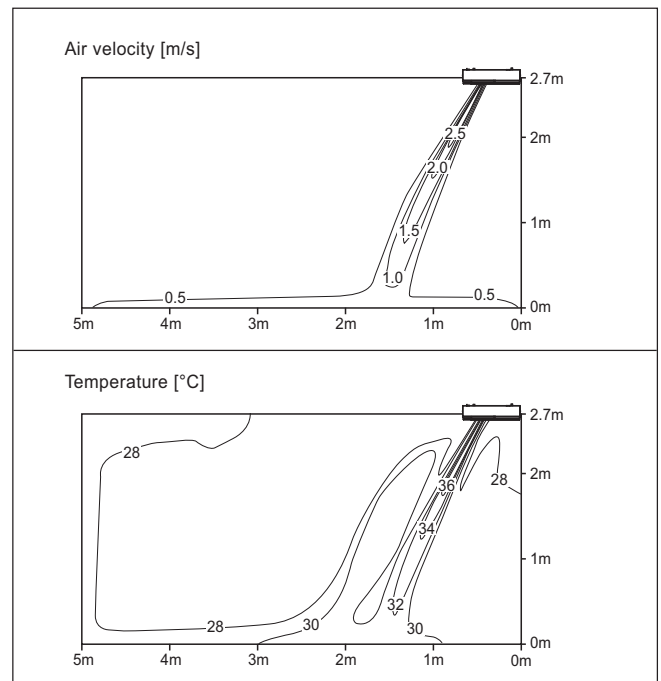 Air velocity [m/s]
2.7m
2.5
2m
2.0
1.5
1m
1.0
0.5
0.5
0m
5m 4m 3m 2m 1m 0m
Temperature [°C]
2.7m
28
36
28
2m
34
1m
32
28
30
30
0m
5m 4m 3m 2m 1m 0m